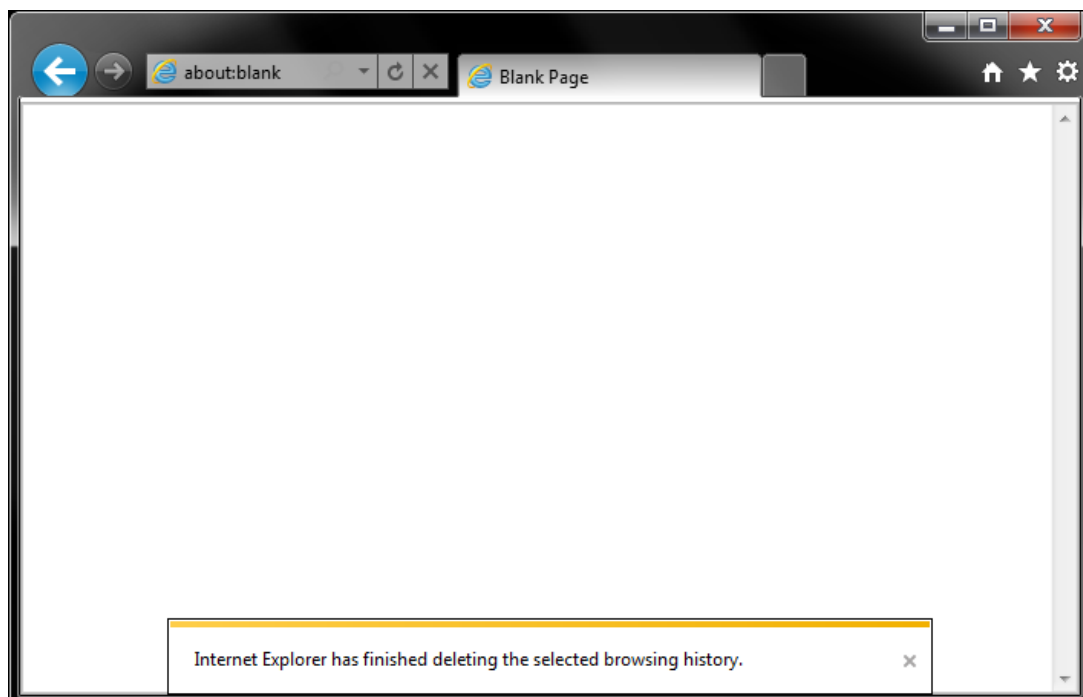 about:blank
Blank Page
Internet Explorer has finished deleting the selected browsing history.